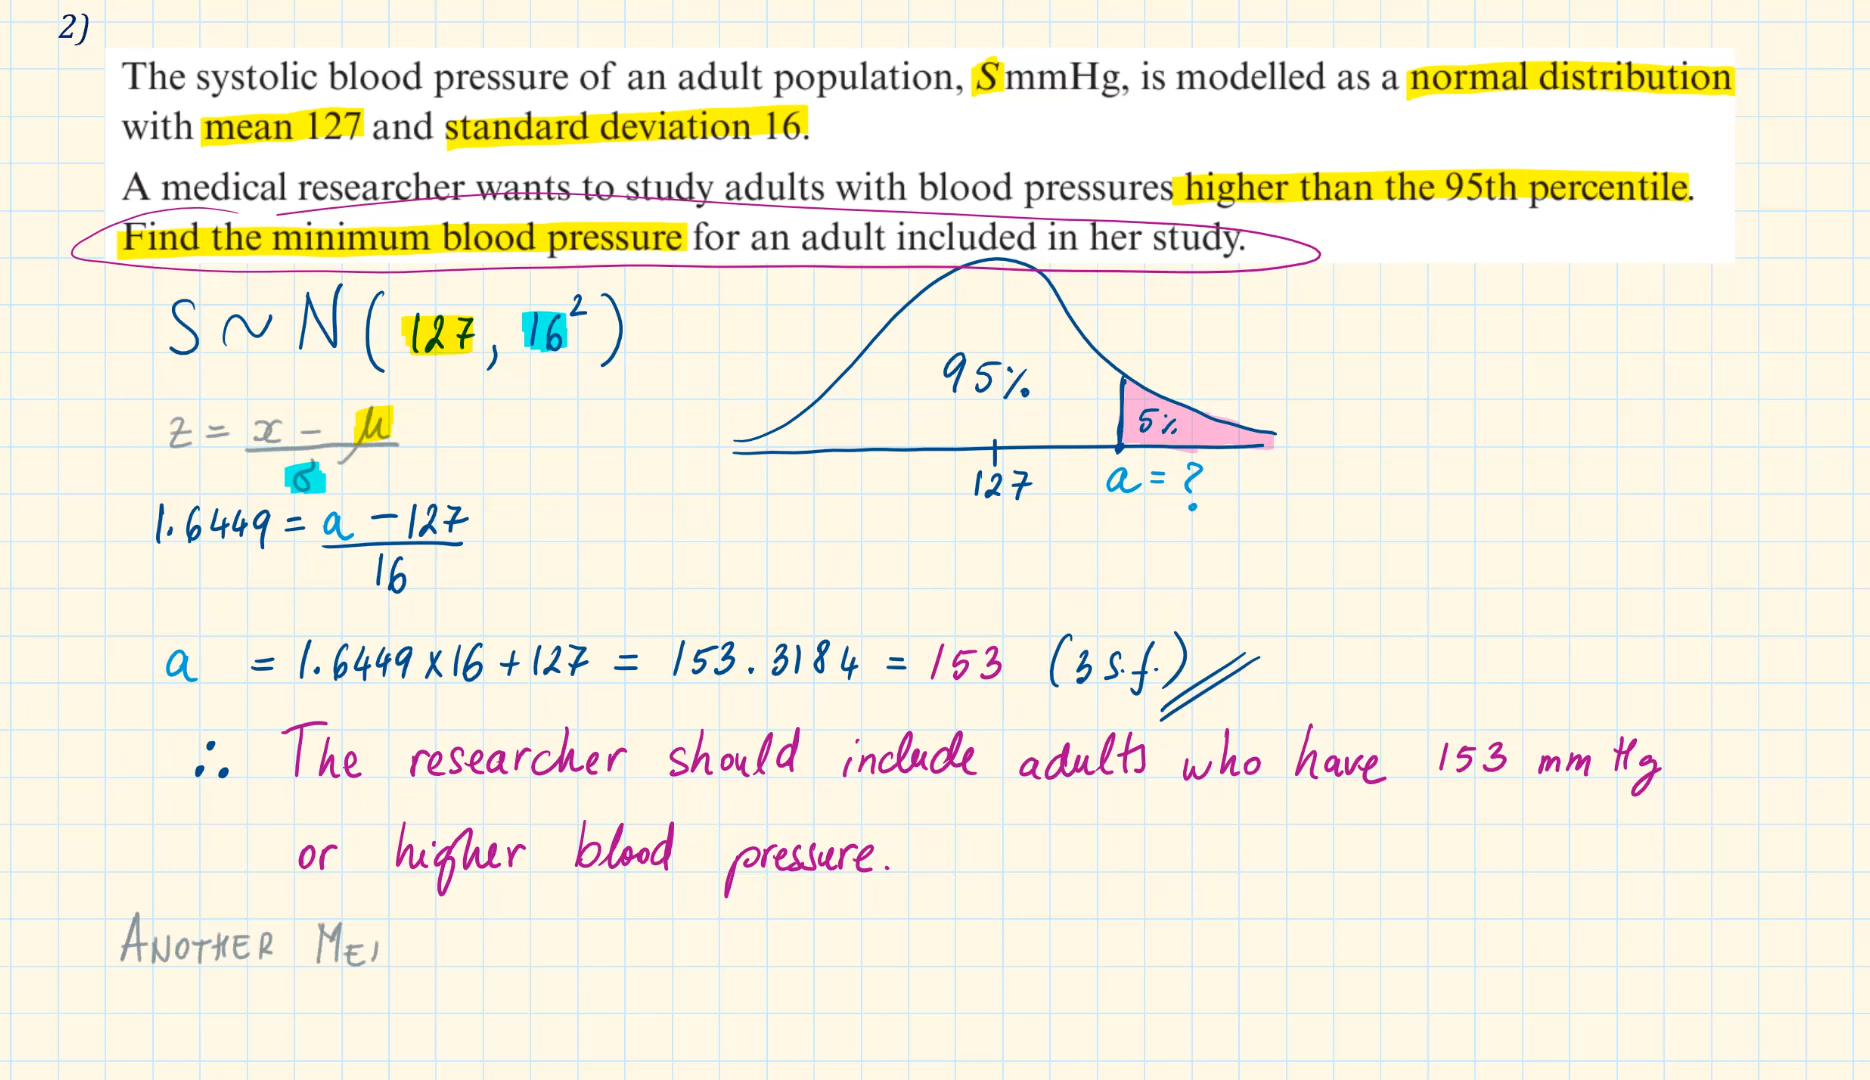 2)
The systolic blood pressure of an adult population, S mmHg, is modelled as a normal distribution
with mean 127 and standard deviation 16.
A medical researcher wants to study adults with blood pressures higher than the 95th percentile.
Find the minimum blood pressure for an adult included in her study.
S ~ N ( 127 , 16² )
95%
5%
127
a = ?
z = x - μ
σ
1.6449 = a - 127
16
a = 1.6449 x 16 + 127 = 153.3184 = 153 (3 s.f.)
∴ The researcher should include adults who have 153 mm Hg
or higher blood pressure.
ANOTHER ME